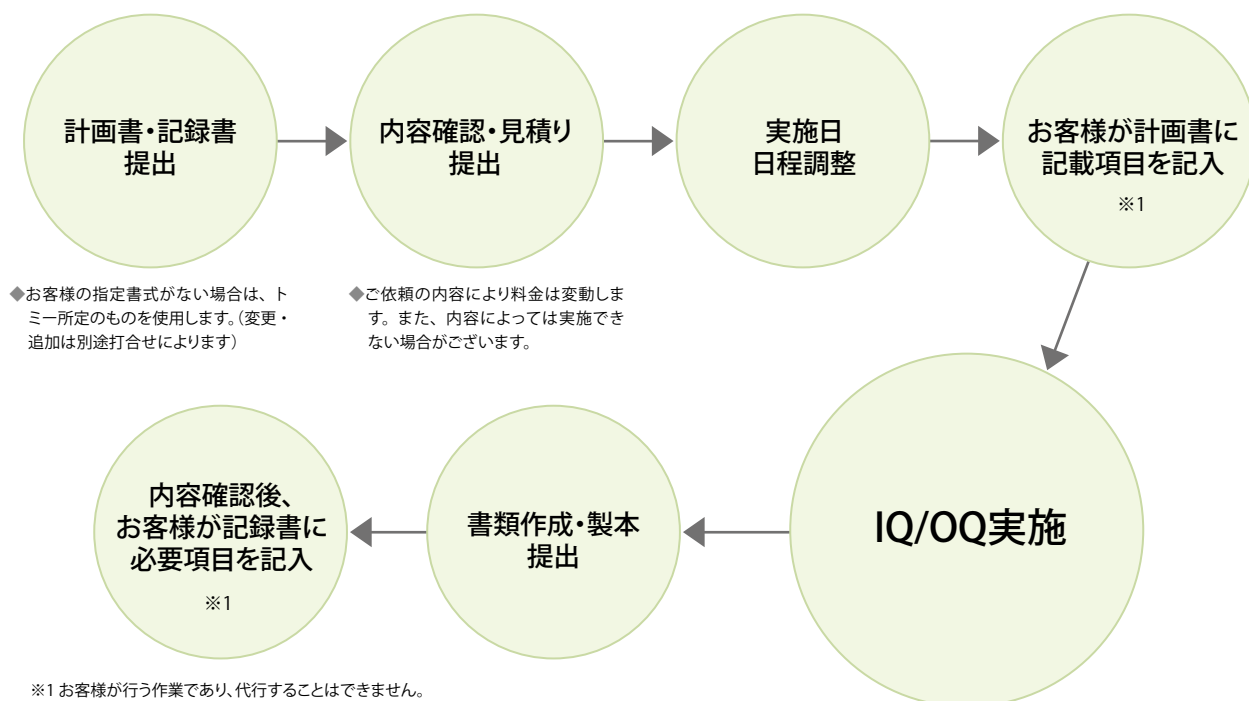 計画書・記録書
提出
内容確認・見積り
提出
実施日
日程調整
お客様が計画書に
記載項目を記入
※1
◆お客様の指定書式がない場合は、ト
ミー所定のものを使用します。(変更・
追加は別途打合せによります)
◆ご依頼の内容により料金は変動しま
す。また、内容によっては実施でき
ない場合がございます。
IQ/OQ実施
書類作成・製本
提出
内容確認後、
お客様が記録書に
必要項目を記入
※1
※1 お客様が行う作業であり、代行することはできません。